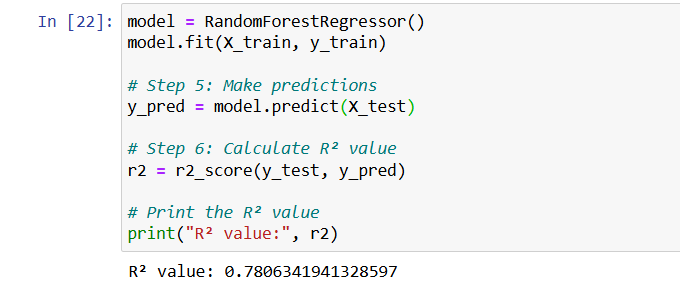 In [22]: model = RandomForestRegressor()
model.fit(X_train, y_train)
# Step 5: Make predictions
y_pred = model.predict(X_test)
# Step 6: Calculate R² value
r2 = r2_score(y_test, y_pred)
# Print the R² value
print("R² value:", r2)
R² value: 0.7806341941328597